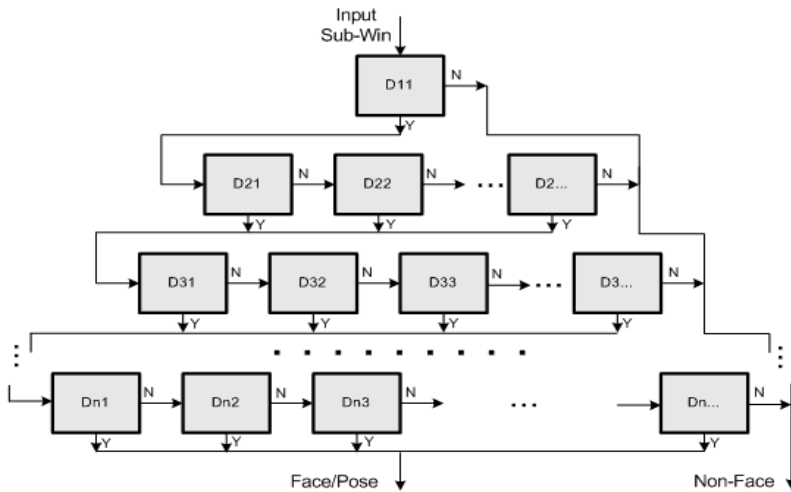 Input
Sub-Win
D11
N
Y
D21
N
D22
N
...
D2...
N
Y
Y
Y
D31
N
D32
N
D33
N
....
D3...
N
Y
Y
Y
Y
Dn1
N
Dn2
N
Dn3
N
...
Dn...
N
Y
Y
Y
Y
Face/Pose
Non-Face